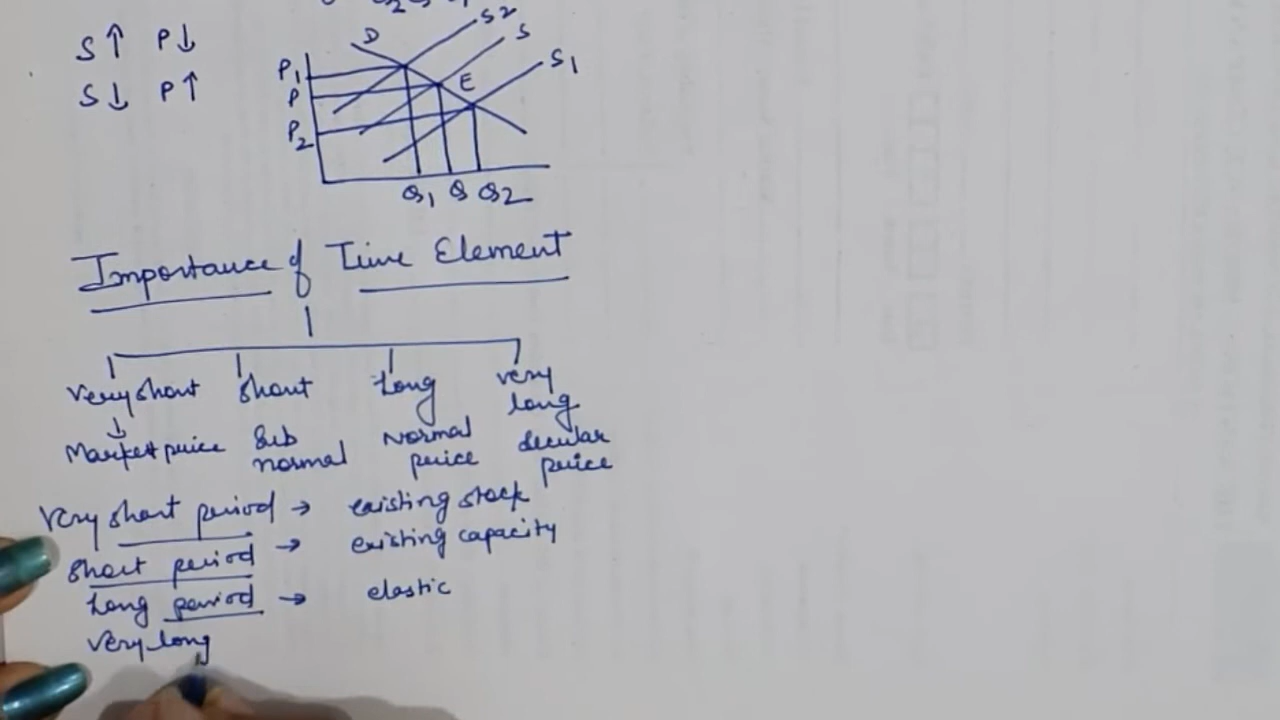 S↑ P↓
S↓ P↑
D
S2
S
S1
P1
P
P2
E
Q1 Q Q2
Importance of Time Element
Very short short Long very long
↓
Market price Sub normal Normal price secular price
Very short period → existing stock
Short period → existing capacity
Long period → elastic
Very long